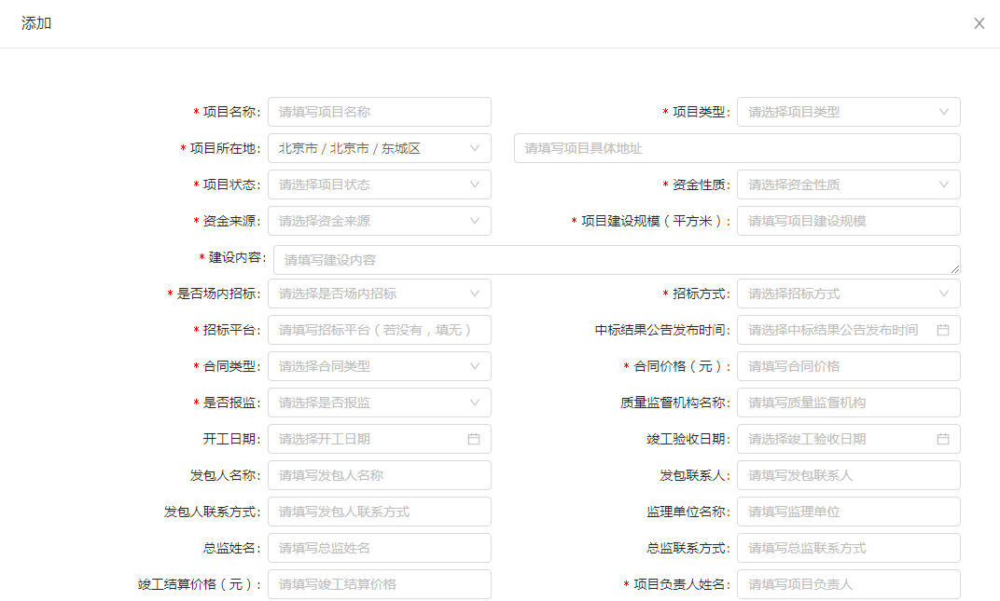 添加
* 项目名称: 请填写项目名称 * 项目类型: 请选择项目类型
* 项目所在地: 北京市 / 北京市 / 东城区 请填写项目具体地址
* 项目状态: 请选择项目状态 * 资金性质: 请选择资金性质
* 资金来源: 请选择资金来源 * 项目建设规模（平方米）: 请填写项目建设规模
* 建设内容: 请填写建设内容
* 是否场内招标: 请选择是否场内招标 * 招标方式: 请选择招标方式
* 招标平台: 请填写招标平台（若没有，填无） 中标结果公告发布时间: 请选择中标结果公告发布时间
* 合同类型: 请选择合同类型 * 合同价格（元）: 请填写合同价格
* 是否报监: 请选择是否报监 质量监督机构名称: 请填写质量监督机构
开工日期: 请选择开工日期 竣工验收日期: 请选择竣工验收日期
发包人名称: 请填写发包人名称 发包联系人: 请填写发包联系人
发包人联系方式: 请填写发包人联系方式 监理单位名称: 请填写监理单位
总监姓名: 请填写总监姓名 总监联系方式: 请填写总监联系方式
竣工结算价格（元）: 请填写竣工结算价格 * 项目负责人姓名: 请填写项目负责人